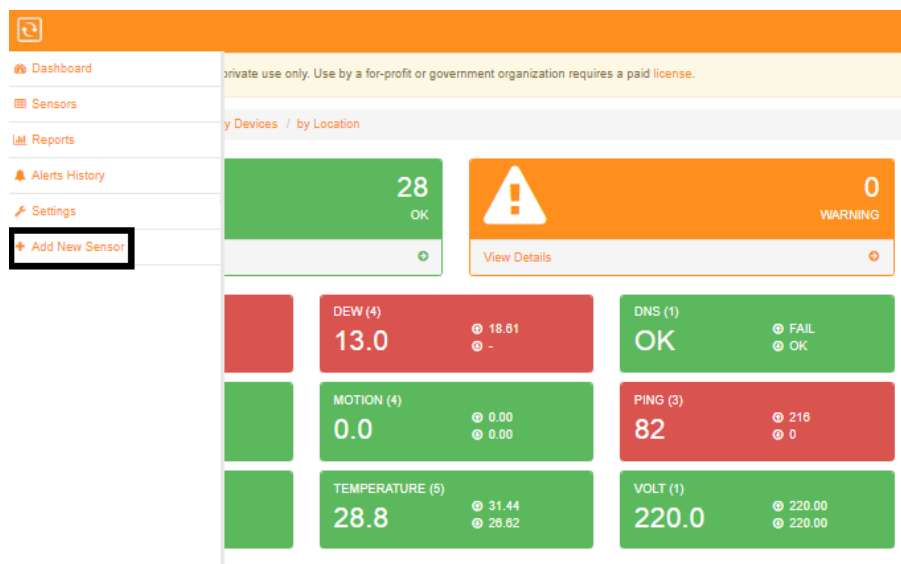 Dashboard
Sensors
Reports
Alerts History
Settings
Add New Sensor
private use only. Use by a for-profit or government organization requires a paid license.
y Devices / by Location
28
OK
0
WARNING
View Details
DEW (4)
13.0
18.61
-
DNS (1)
OK
FAIL
OK
MOTION (4)
0.0
0.00
0.00
PING (3)
82
216
0
TEMPERATURE (5)
28.8
31.44
26.62
VOLT (1)
220.0
220.00
220.00